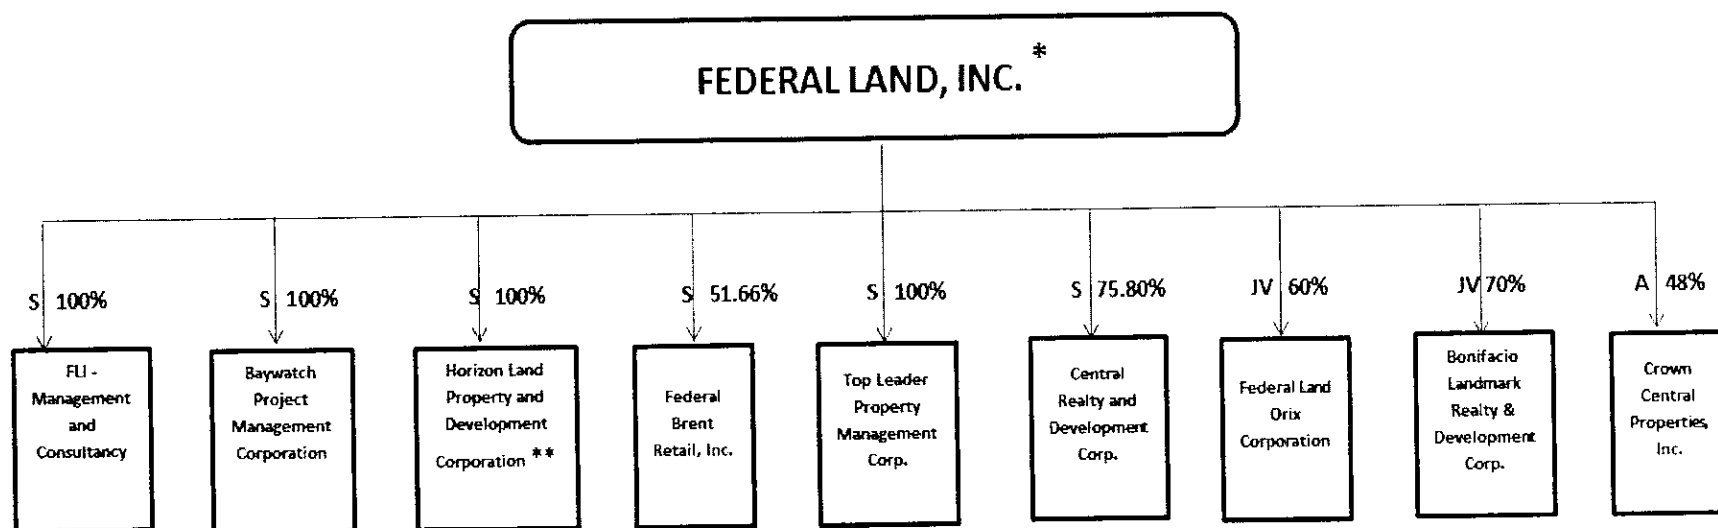 FEDERAL LAND, INC. *
S 100%
S 100%
S 100%
S 51.66%
S 100%
S 75.80%
JV 60%
JV 70%
A 48%
FLI -
Management
and
Consultancy
Baywatch
Project
Management
Corporation
Horizon Land
Property and
Development
Corporation **
Federal
Brent
Retail, Inc.
Top Leader
Property
Management
Corp.
Central
Realty and
Development
Corp.
Federal Land
Orix
Corporation
Bonifacio
Landmark
Realty &
Development
Corp.
Crown
Central
Properties,
Inc.